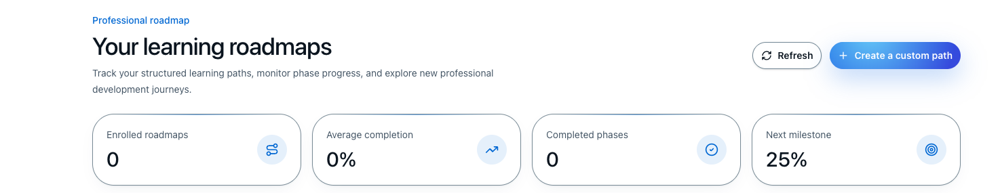 Professional roadmap
Your learning roadmaps
Refresh
Create a custom path
Track your structured learning paths, monitor phase progress, and explore new professional
development journeys.
Enrolled roadmaps
0
Average completion
0%
Completed phases
0
Next milestone
25%